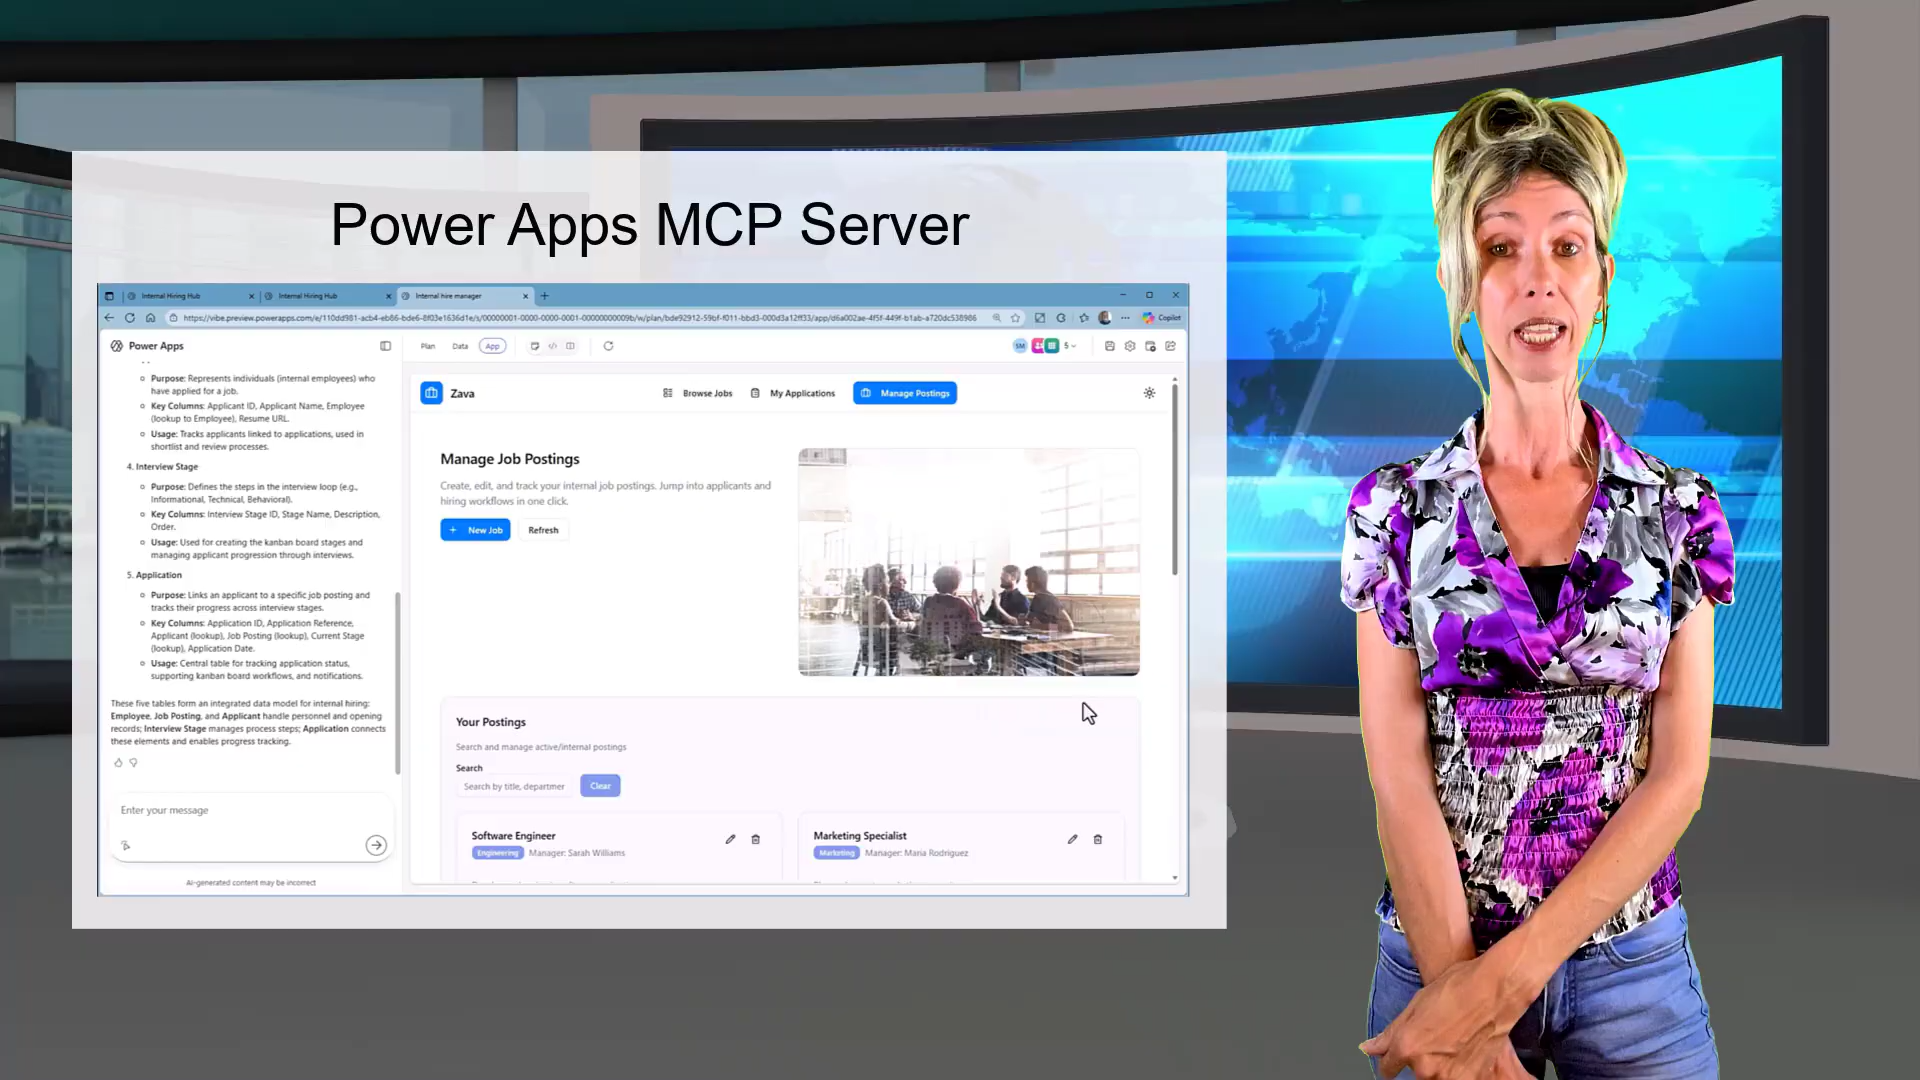 Power Apps MCP Server
Internal Hiring Hub
Internal Hiring Hub
Internal hire manager
Copilot
Power Apps
Plan Data App
5
Purpose: Represents individuals (internal employees) who
have applied for a job.
Key Columns: Applicant ID, Applicant Name, Employee
(lookup to Employee), Resume URL.
Usage: Tracks applicants linked to applications, used in
shortlist and review processes.
4. Interview Stage
Purpose: Defines the steps in the interview loop (e.g.,
Informational, Technical, Behavioral).
Key Columns: Interview Stage ID, Stage Name, Description,
Order.
Usage: Used for creating the kanban board stages and
managing applicant progression through interviews.
5. Application
Purpose: Links an applicant to a specific job posting and
tracks their progress across interview stages.
Key Columns: Application ID, Application Reference,
Applicant (lookup), Job Posting (lookup), Current Stage
(lookup), Application Date.
Usage: Central table for tracking application status,
supporting kanban board workflows, and notifications.
These five tables form an integrated data model for internal hiring:
Employee, Job Posting, and Applicant handle personnel and opening
records; Interview Stage manages process steps; Application connects
these elements and enables progress tracking.
Enter your message
AI-generated content may be incorrect
Zava
Browse Jobs
My Applications
Manage Postings
Manage Job Postings
Create, edit, and track your internal job postings. Jump into applicants and
hiring workflows in one click.
+ New Job
Refresh
Your Postings
Search and manage active/internal postings
Search
Search by title, departmer
Clear
Software Engineer
Engineering Manager: Sarah Williams
Marketing Specialist
Marketing Manager: Maria Rodriguez